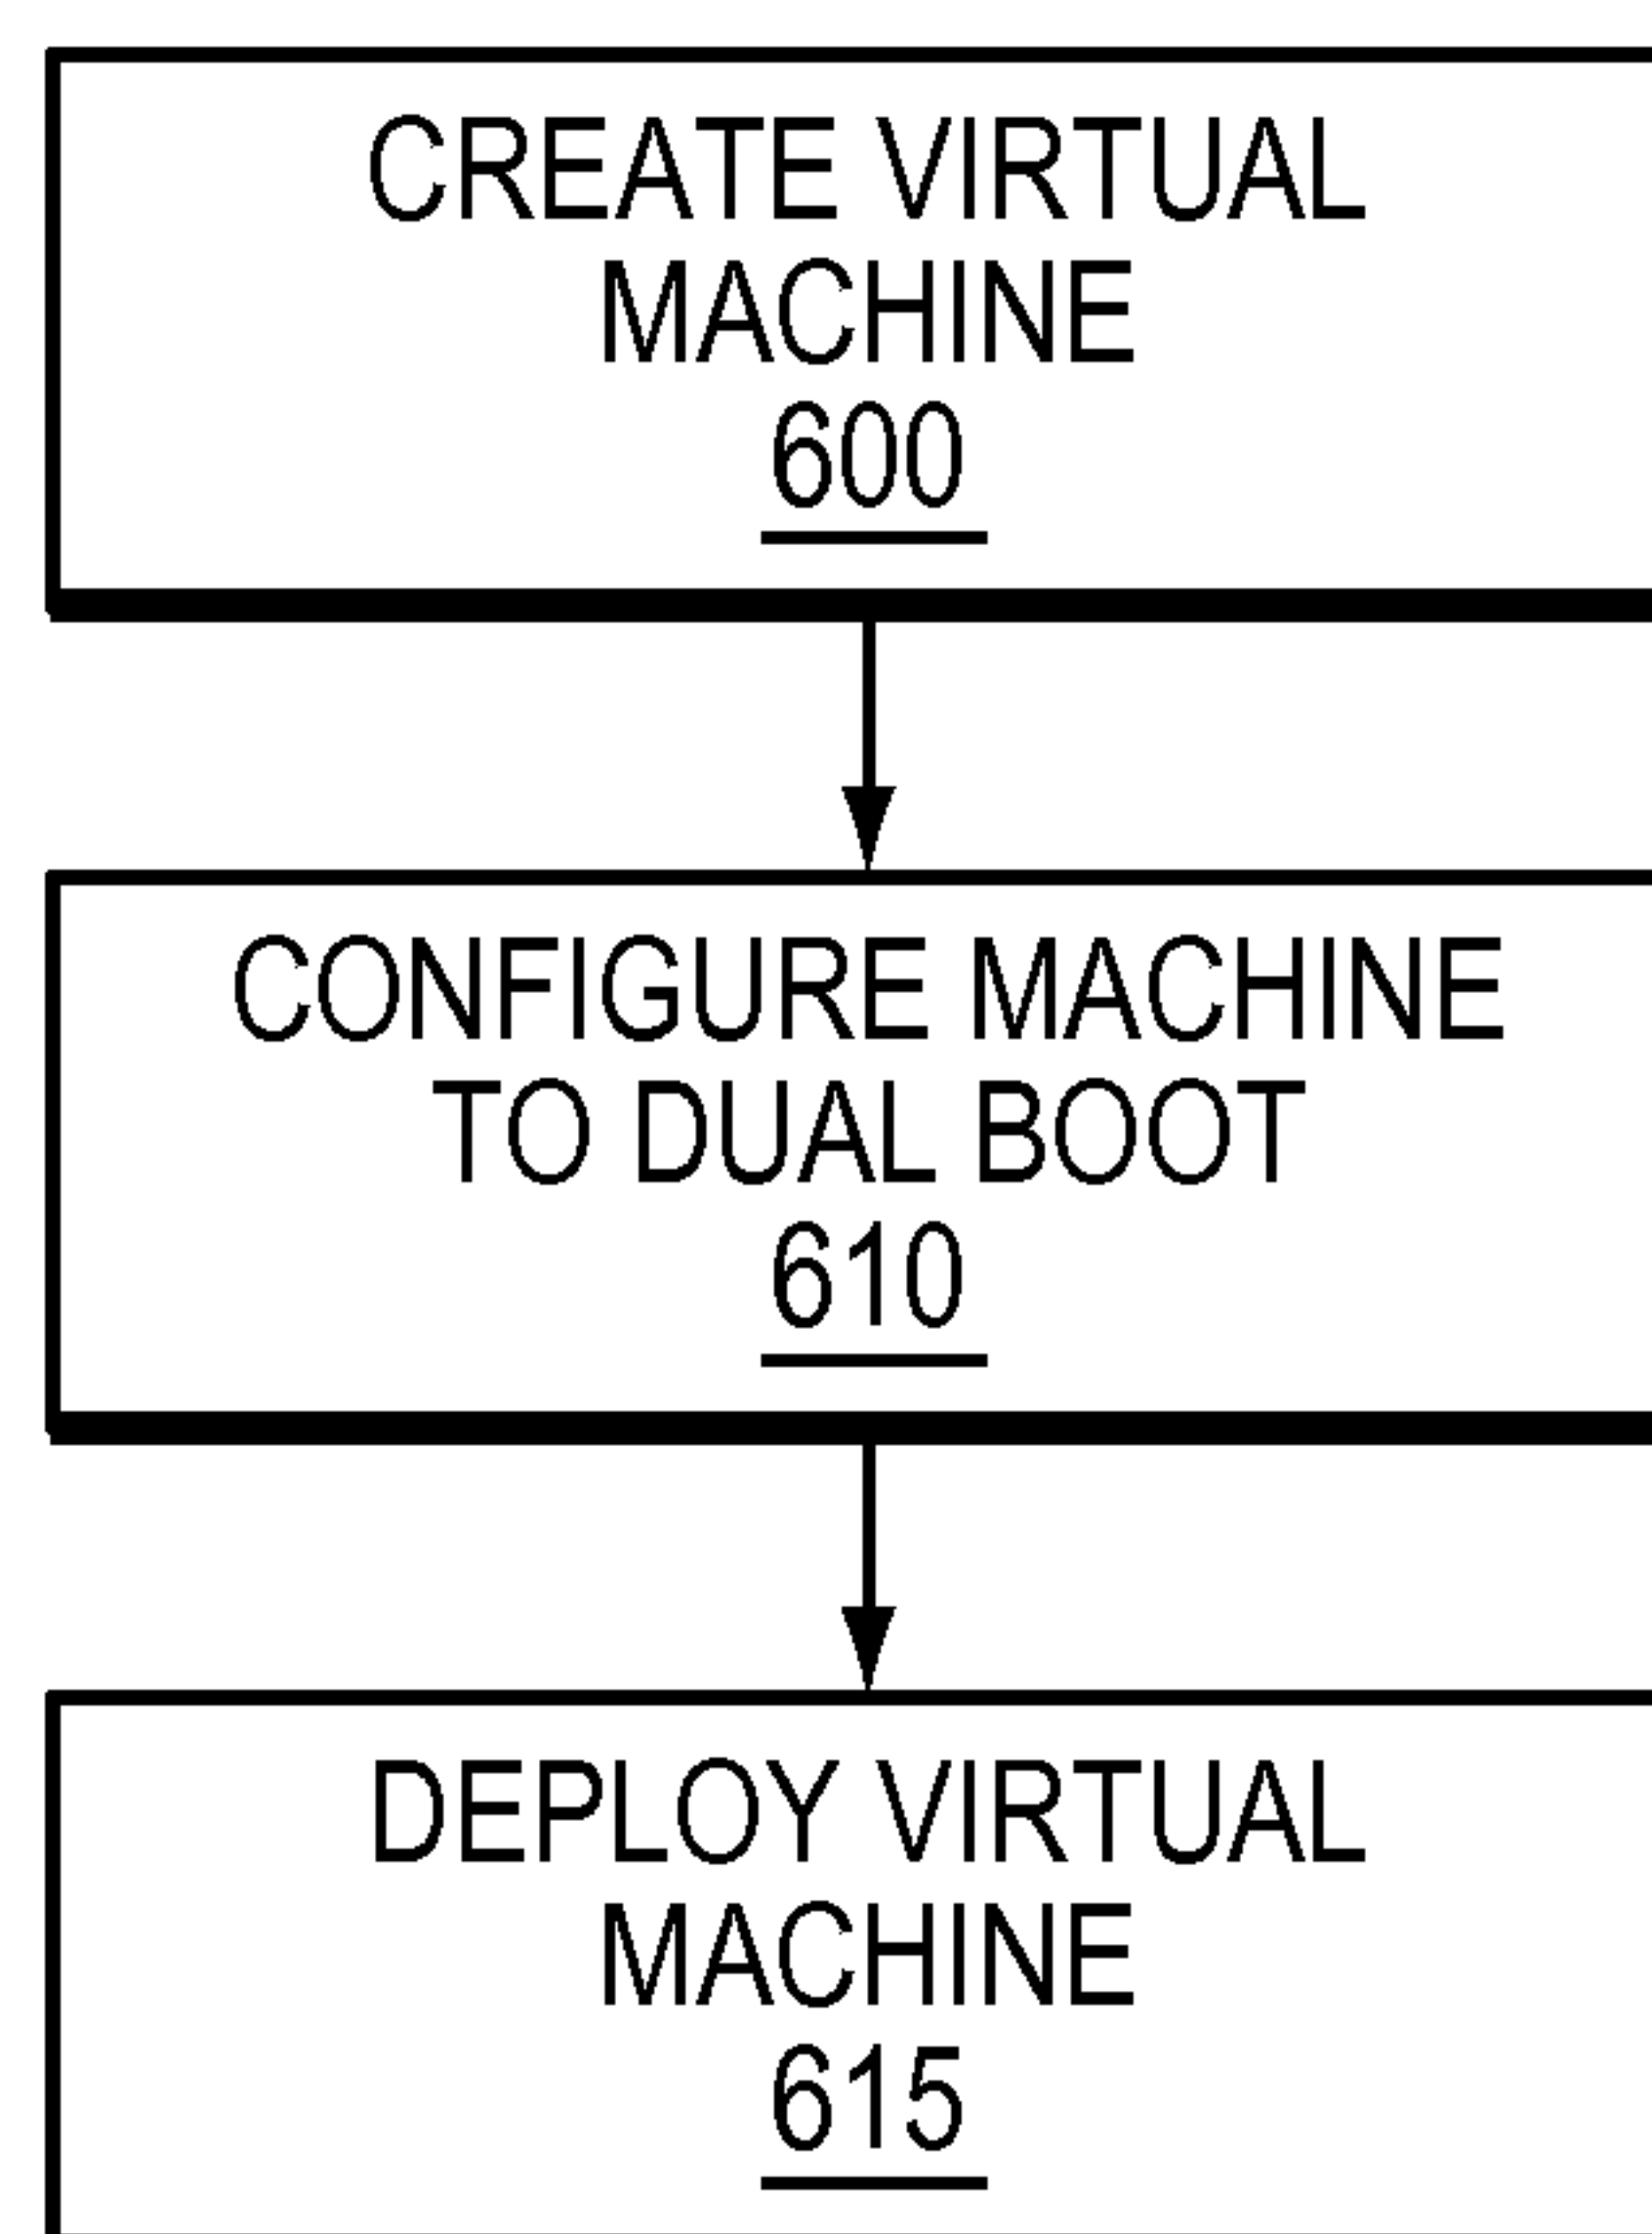 CREATE VIRTUAL
MACHINE
600
CONFIGURE MACHINE
TO DUAL BOOT
610
DEPLOY VIRTUAL
MACHINE
615